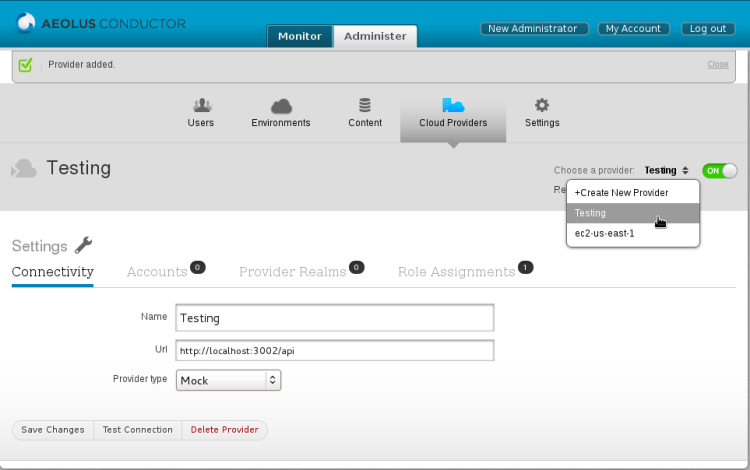 AEOLUS CONDUCTOR
Monitor
Administer
New Administrator
My Account
Log out
Provider added.
Close
Users
Environments
Content
Cloud Providers
Settings
Testing
Choose a provider: Testing
ON
+Create New Provider
Testing
ec2-us-east-1
Settings
Connectivity
Accounts 0
Provider Realms 0
Role Assignments 1
Name
Testing
Url
http://localhost:3002/api
Provider type
Mock
Save Changes
Test Connection
Delete Provider